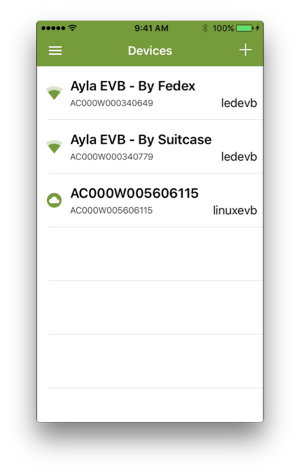 9:41 AM 100%
Devices
Ayla EVB - By Fedex
AC000W000340649 ledevb
Ayla EVB - By Suitcase
AC000W000340779 ledevb
AC000W005606115
AC000W005606115 linuxevb